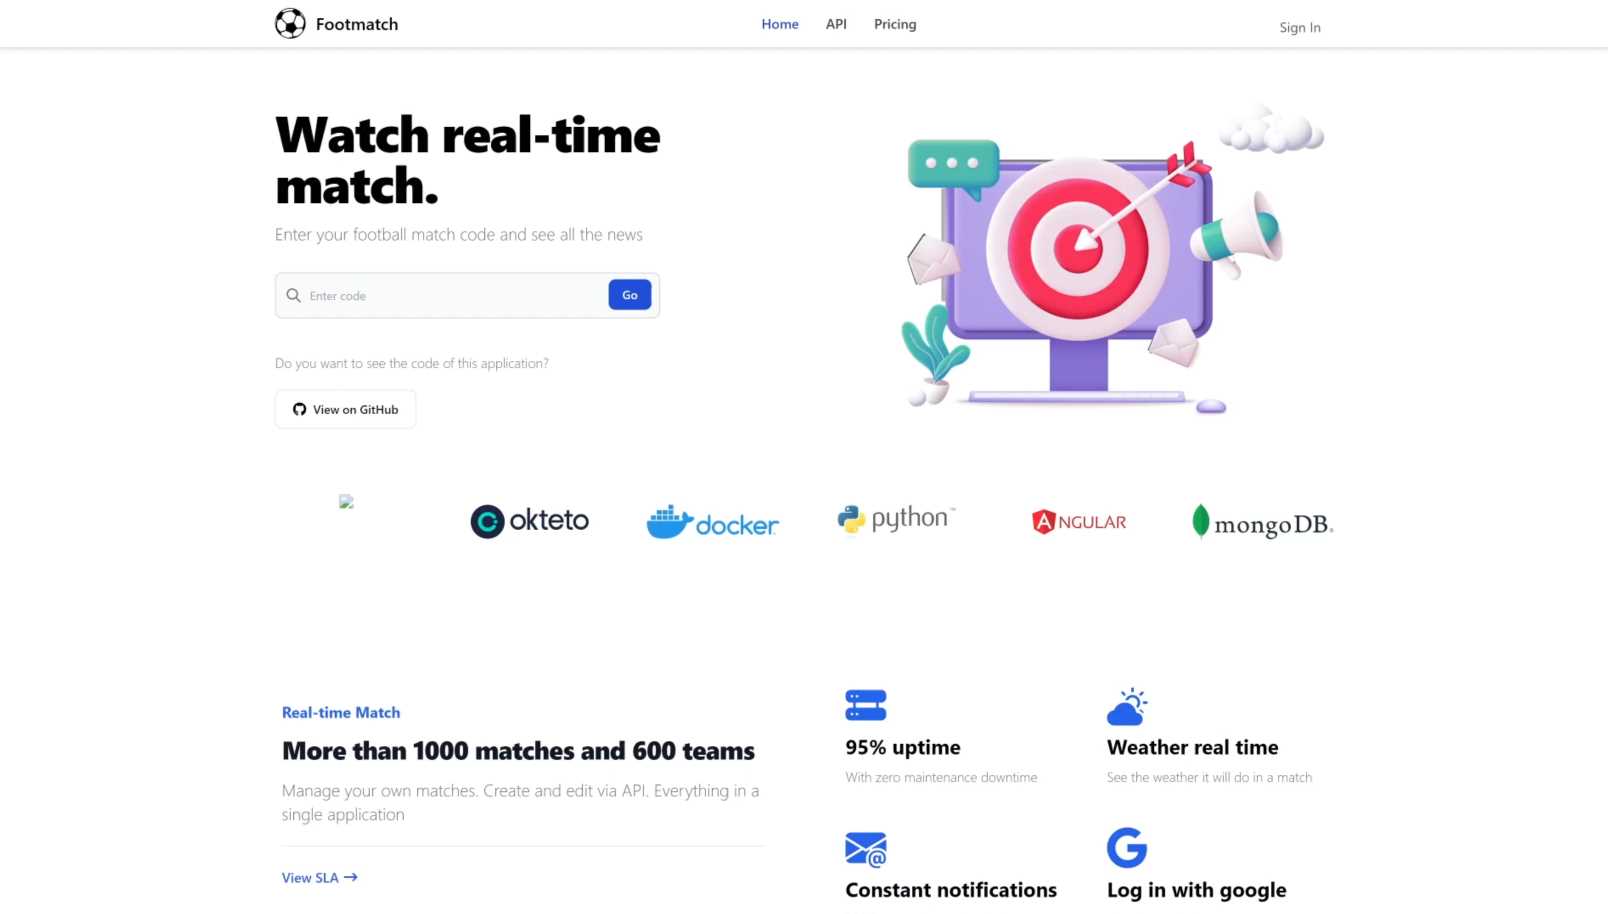 Footmatch
Home API Pricing
Sign In
Watch real-time
match.
Enter your football match code and see all the news
Enter code
Go
Do you want to see the code of this application?
View on GitHub
okteto
docker
python™
ANGULAR
mongoDB®
Real-time Match
More than 1000 matches and 600 teams
Manage your own matches. Create and edit via API. Everything in a
single application
View SLA →
95% uptime
With zero maintenance downtime
Weather real time
See the weather it will do in a match
Constant notifications
Log in with google